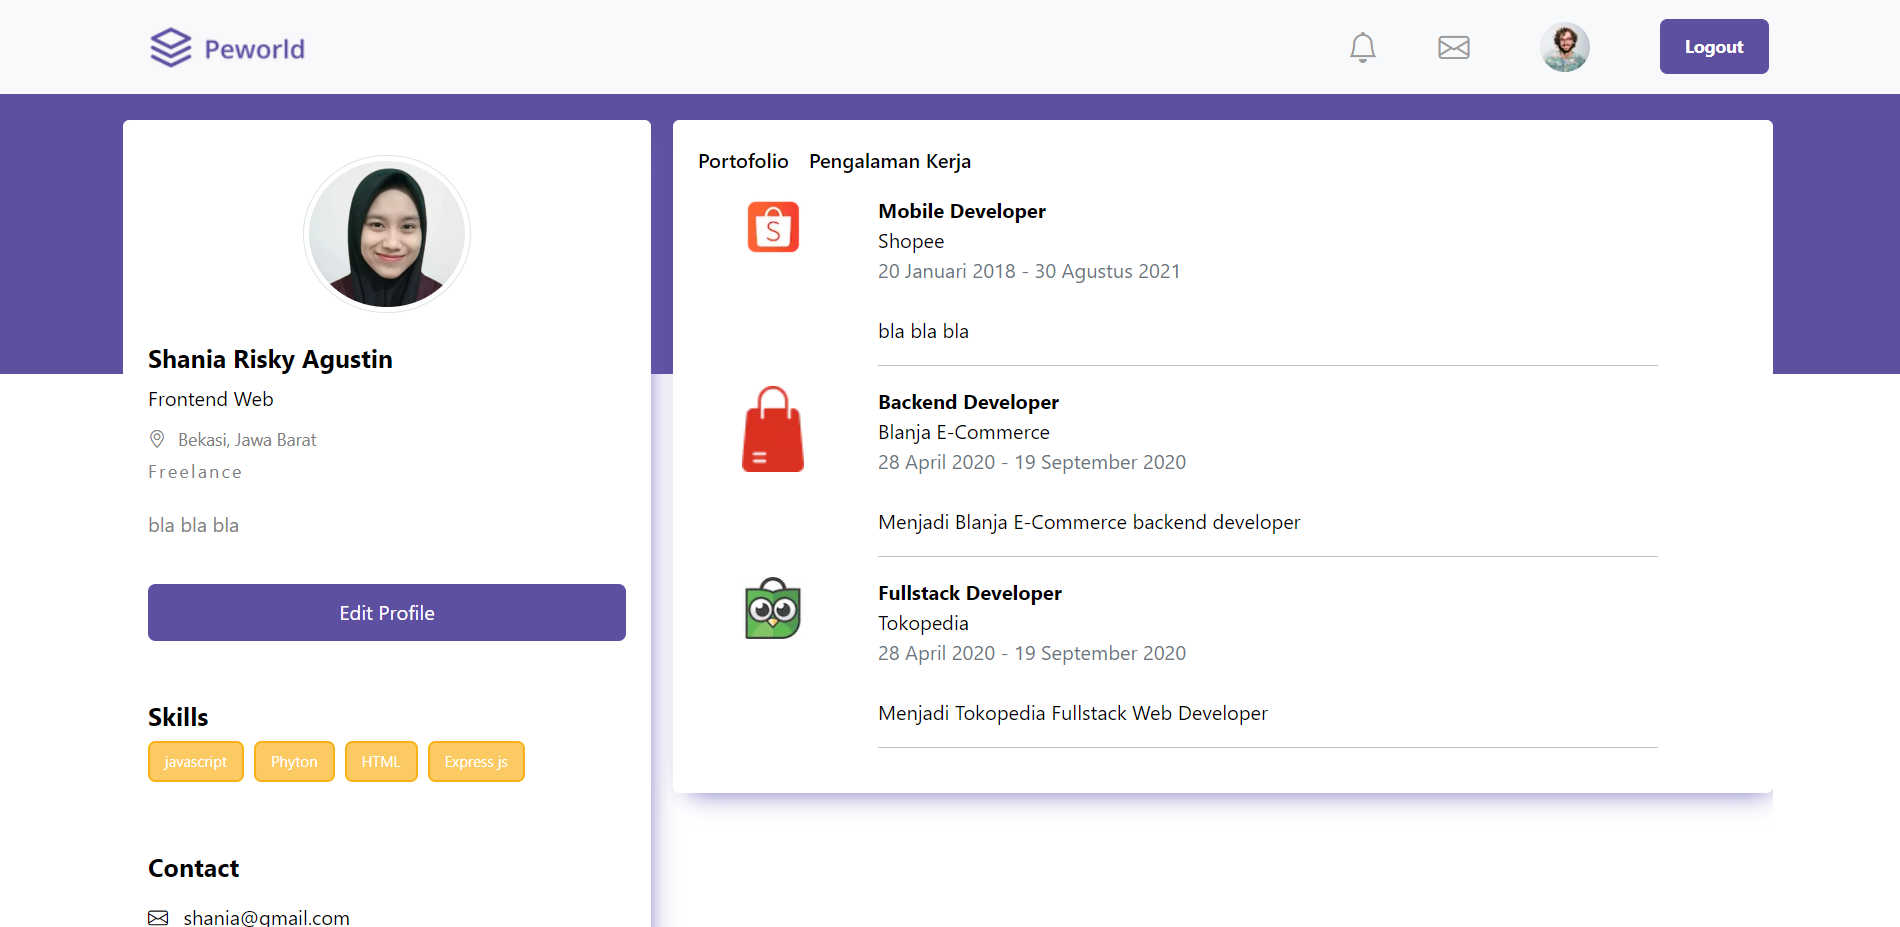 Peworld
Logout
Shania Risky Agustin
Frontend Web
Bekasi, Jawa Barat
Freelance
bla bla bla
Edit Profile
Skills
javascript Phyton HTML Express js
Contact
shania@gmail.com
Portofolio Pengalaman Kerja
S
Mobile Developer
Shopee
20 Januari 2018 - 30 Agustus 2021
bla bla bla
Backend Developer
Blanja E-Commerce
28 April 2020 - 19 September 2020
Menjadi Blanja E-Commerce backend developer
Fullstack Developer
Tokopedia
28 April 2020 - 19 September 2020
Menjadi Tokopedia Fullstack Web Developer